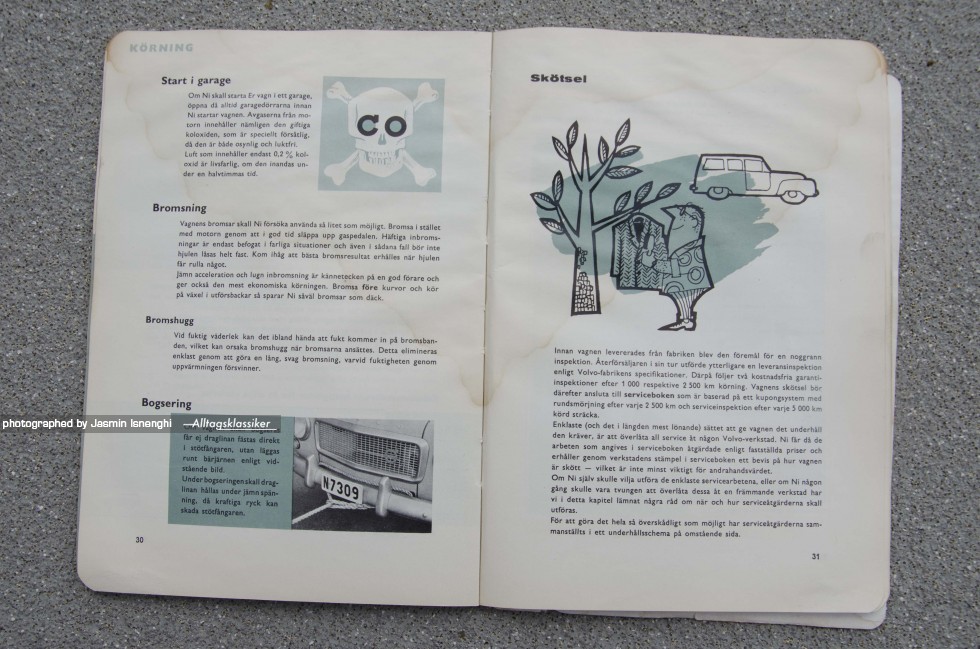 KÖRNING
Start i garage
Om Ni skall starta Er vagn i ett garage,
öppna då alltid garagedörrarna innan
Ni startar vagnen. Avgaserna från mo-
torn innehåller nämligen den giftiga
koloxiden, som är speciellt försåtlig,
då den är både osynlig och luktfri.
Luft som innehåller endast 0,2 % kol-
oxid är livsfarlig, om den inandas un-
der en halvtimmas tid.
CO
Bromsning
Vagnens bromsar skall Ni försöka använda så litet som möjligt. Bromsa i stället
med motorn genom att i god tid släppa upp gaspedalen. Häftiga inbroms-
ningar är endast befogat i farliga situationer och även i sådana fall bör inte
hjulen låsas helt fast. Kom ihåg att bästa bromsresultat erhålles när hjulen
får rulla något.
Jämn acceleration och lugn inbromsning är kännetecken på en god förare och
ger också den mest ekonomiska körningen. Bromsa före kurvor och kör
på växel i utförsbackar så sparar Ni såväl bromsar som däck.
Bromshugg
Vid fuktig väderlek kan det ibland hända att fukt kommer in på bromsban-
den, vilket kan orsaka bromshugg när bromsarna ansättes. Detta elimineras
enklast genom att göra en lång, svag bromsning, varvid fuktigheten genom
uppvärmningen försvinner.
Bogsering
får ej draglinan fästas direkt
i stötfångaren, utan läggas
runt bärjärnen enligt vid-
stående bild.
Under bogseringen skall drag-
linan hållas under jämn spän-
ning, då kraftiga ryck kan
skada stötfångaren.
N7309
30
photographed by Jasmin Isnenghi —Alltagsklassiker
Skötsel
Innan vagnen levererades från fabriken blev den föremål för en noggrann
inspektion. Återförsäljaren i sin tur utförde ytterligare en leveransinspektion
enligt Volvo-fabrikens specifikationer. Därpå följer två kostnadsfria garanti-
inspektioner efter 1 000 respektive 2 500 km körning. Vagnens skötsel bör
därefter ansluta till serviceboken som är baserad på ett kupongsystem med
rundsmörjning efter varje 2 500 km och serviceinspektion efter varje 5 000 km
körd sträcka.
Enklaste (och det i längden mest lönande) sättet att ge vagnen det underhåll
den kräver, är att överlåta all service åt någon Volvo-verkstad. Ni får då de
arbeten som angives i serviceboken åtgärdade enligt fastställda priser och
erhåller genom verkstadens stämpel i serviceboken ett bevis på hur vagnen
är skött — vilket är inte minst viktigt för andrahandsvärdet.
Om Ni själv skulle vilja utföra de enklaste servicearbetena, eller om Ni någon
gång skulle vara tvungen att överlåta dessa åt en främmande verkstad har
vi i detta kapitel lämnat några råd om när och hur serviceåtgärderna skall
utföras.
För att göra det hela så överskådligt som möjligt har serviceåtgärderna sam-
manställts i ett underhållsschema på omstående sida.
31